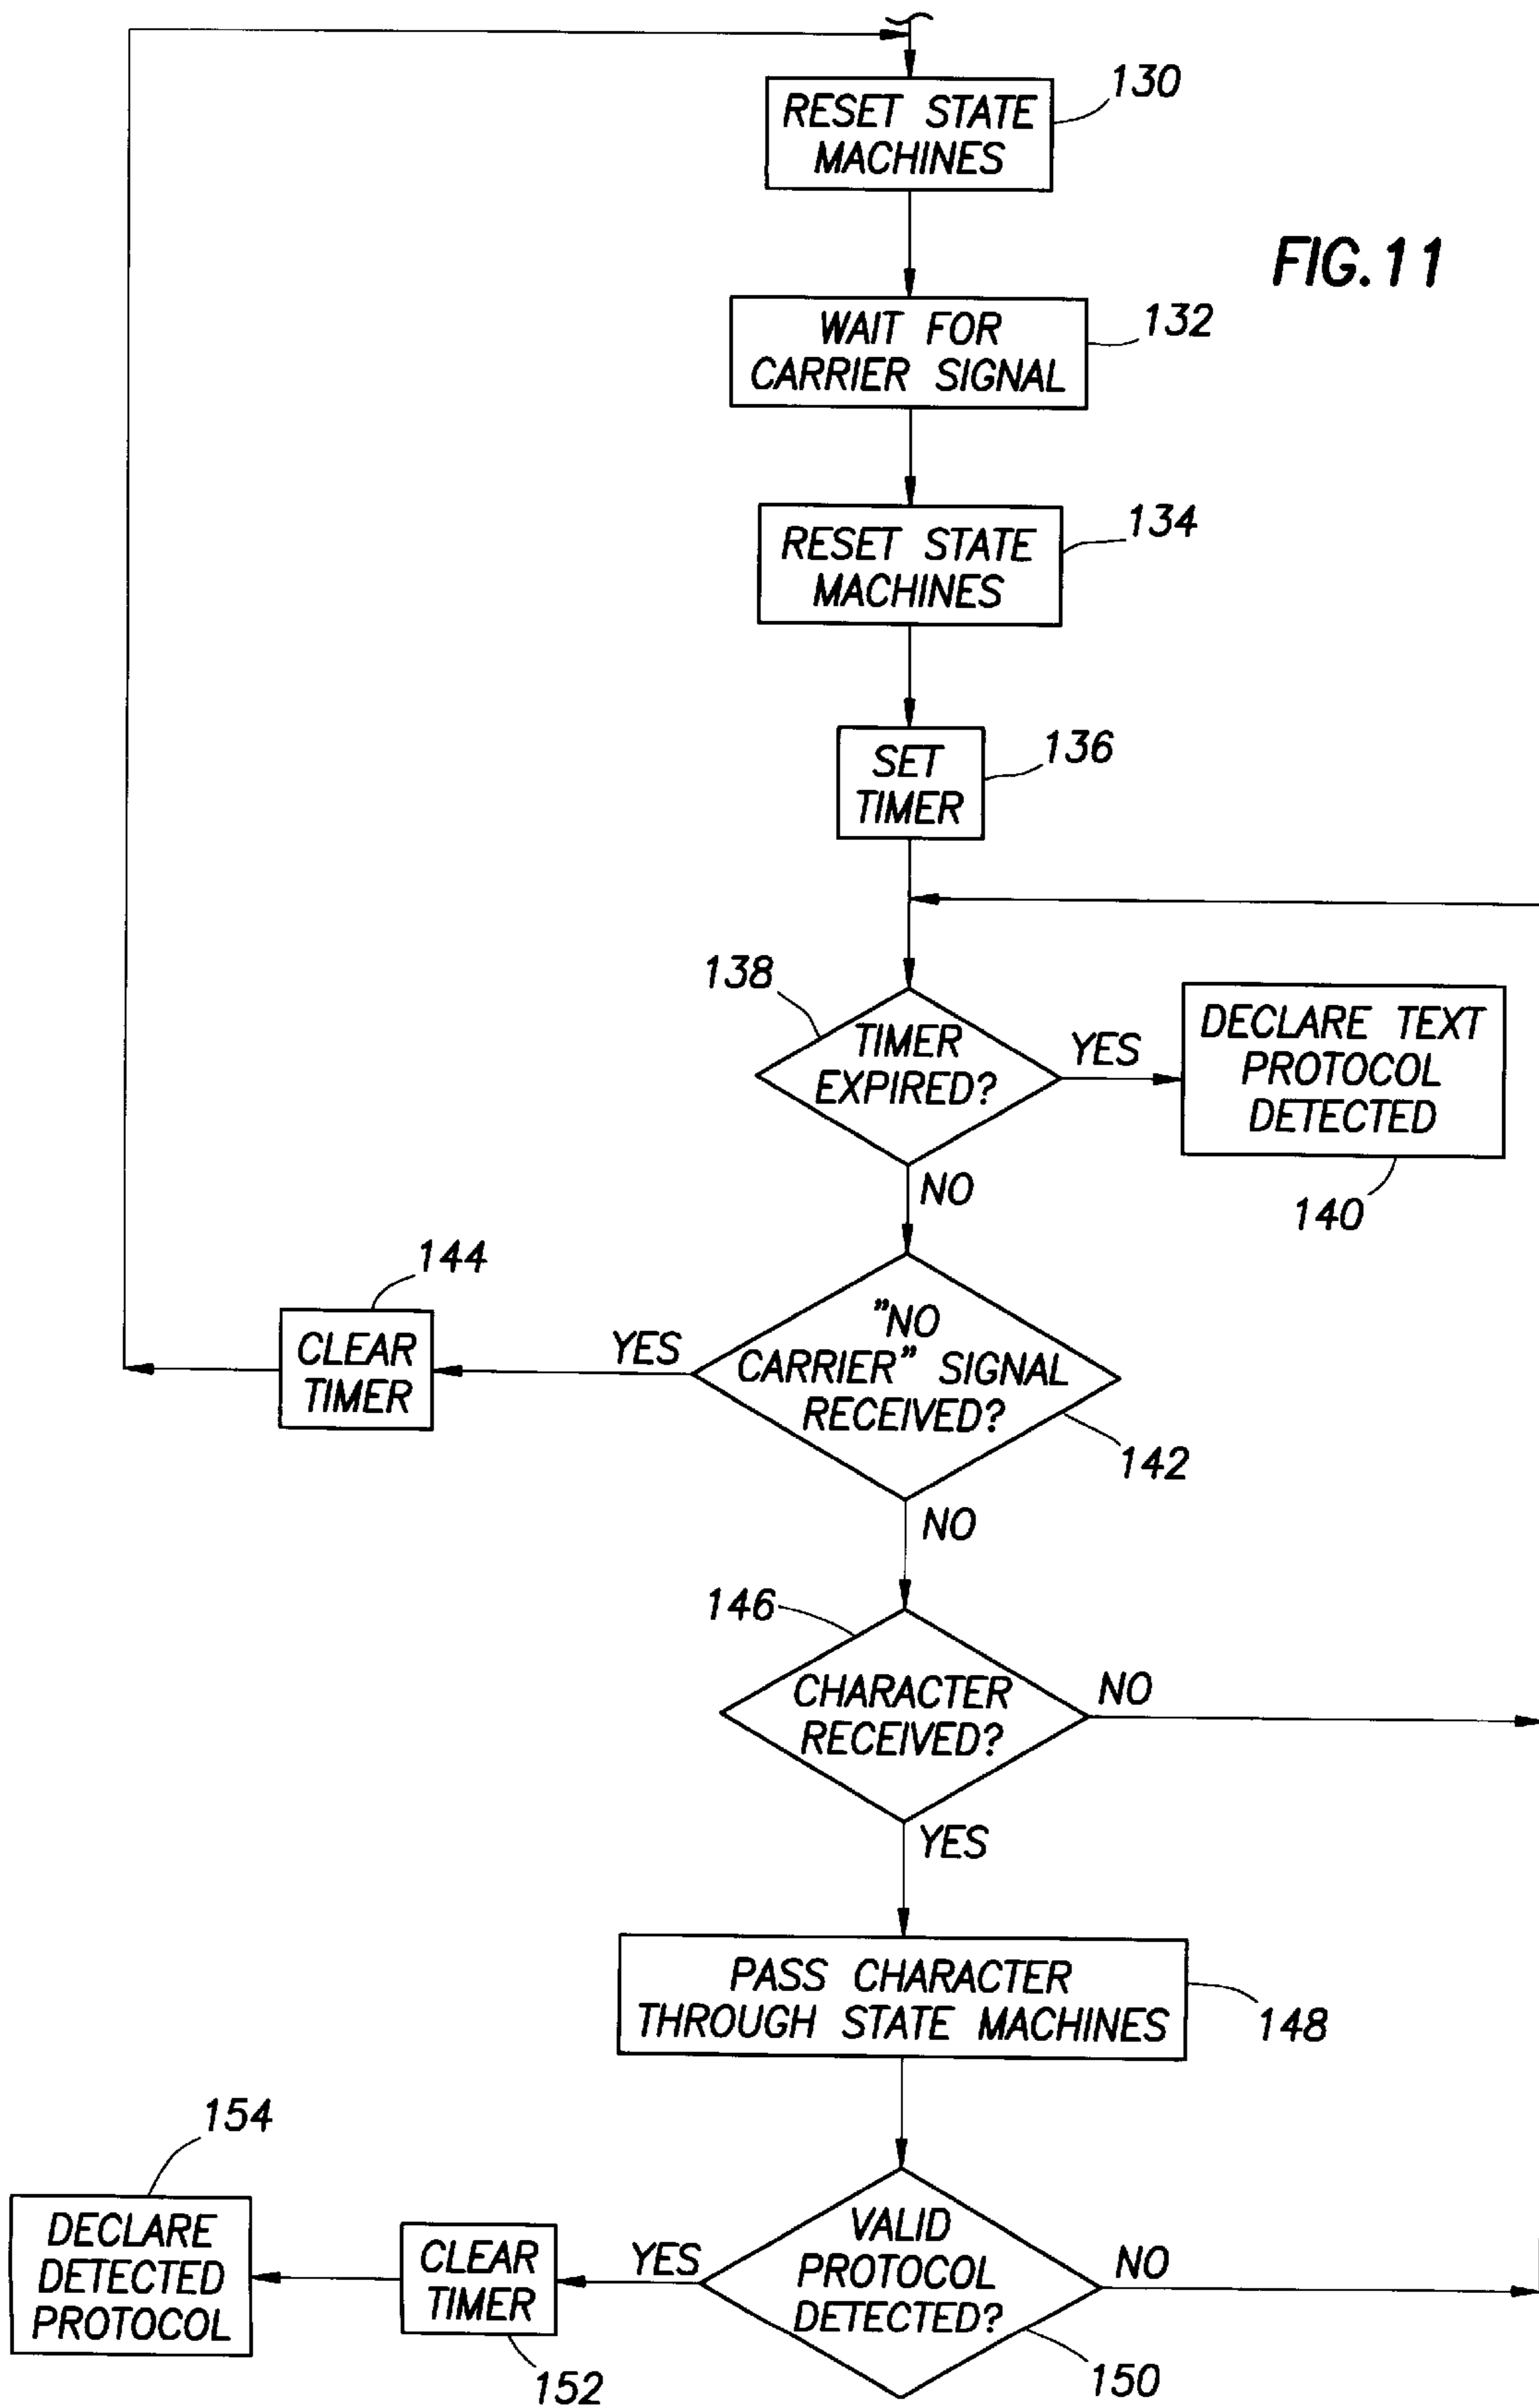 130
RESET STATE
MACHINES
FIG.11
WAIT FOR
CARRIER SIGNAL
132
RESET STATE
MACHINES
134
SET
TIMER
136
138
TIMER
EXPIRED?
YES
DECLARE TEXT
PROTOCOL
DETECTED
140
NO
144
CLEAR
TIMER
YES
"NO
CARRIER" SIGNAL
RECEIVED?
142
NO
146
CHARACTER
RECEIVED?
NO
YES
PASS CHARACTER
THROUGH STATE MACHINES
148
154
DECLARE
DETECTED
PROTOCOL
CLEAR
TIMER
152
YES
VALID
PROTOCOL
DETECTED?
NO
150